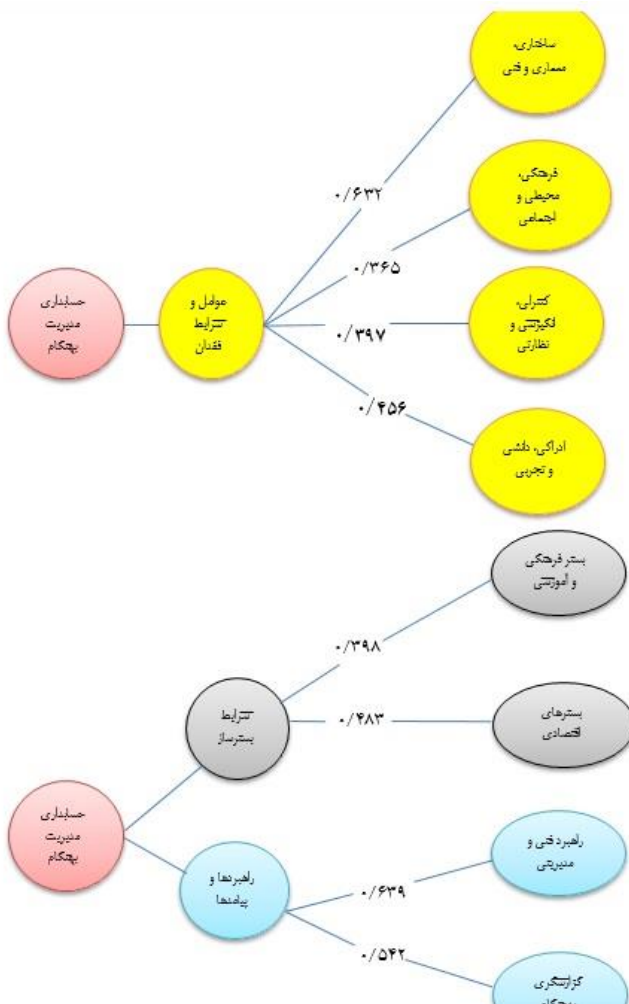 ساختاری،
معماری و فنی
۰/۶۳۲
فرهنگی،
محیطی و
اجتماعی
۰/۳۶۵
حسابداری
مدیریت
بهنگام
عوامل و
شرایط
فقدان
کنترلی،
انگیزشی و
نظارتی
۰/۳۹۷
۰/۴۵۶
ادراکی، دانشی
و تجربی
بستر فرهنگی
و آموزشی
۰/۳۹۸
شرایط
بسترساز
۰/۴۸۳
بسترهای
اقتصادی
حسابداری
مدیریت
بهنگام
راهبرد فنی و
مدیریتی
راهبردها و
پیامدها
۰/۶۳۹
۰/۵۴۲
گزارشگری